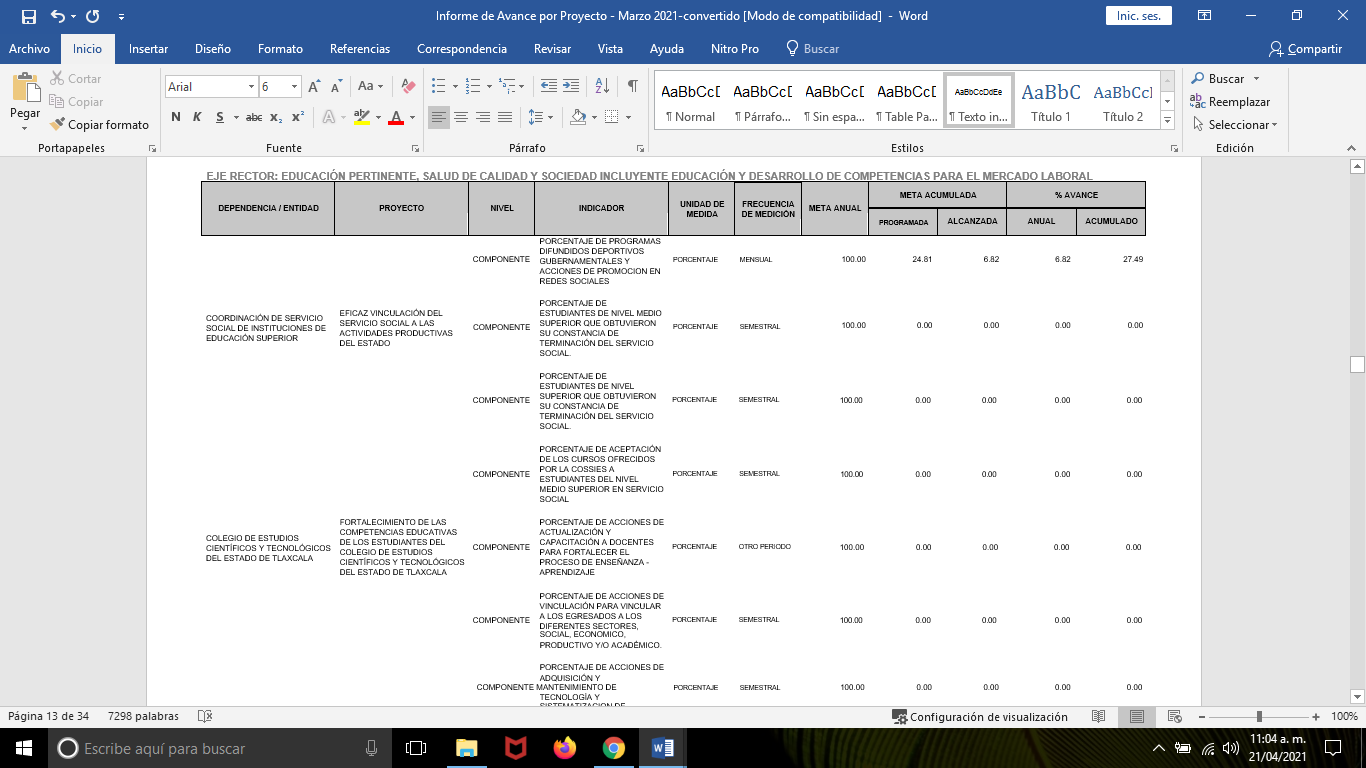 Informe de Avance por Proyecto - Marzo 2021-convertido [Modo de compatibilidad] - Word
Inic. ses.
Archivo Inicio Insertar Diseño Formato Referencias Correspondencia Revisar Vista Ayuda Nitro Pro Buscar Compartir
Pegar
Cortar
Copiar
Copiar formato
Portapapeles
Arial 6
N K S abc x₂ x²
Fuente
Párrafo
AaBbCcD AaBbCcD AaBbCcD AaBbCcD AaBbCcDdEe AaBbC AaBbCcI
¶ Normal ¶ Párrafo... ¶ Sin espa... ¶ Table Pa... ¶ Texto in... Título 1 Título 2
Estilos
Buscar
Reemplazar
Seleccionar
Edición
EJE RECTOR: EDUCACIÓN PERTINENTE, SALUD DE CALIDAD Y SOCIEDAD INCLUYENTE EDUCACIÓN Y DESARROLLO DE COMPETENCIAS PARA EL MERCADO LABORAL
DEPENDENCIA / ENTIDAD PROYECTO NIVEL INDICADOR UNIDAD DE MEDIDA FRECUENCIA DE MEDICIÓN META ANUAL META ACUMULADA % AVANCE
PROGRAMADA ALCANZADA ANUAL ACUMULADO
PORCENTAJE DE PROGRAMAS
DIFUNDIDOS DEPORTIVOS
GUBERNAMENTALES Y
ACCIONES DE PROMOCION EN
REDES SOCIALES
COMPONENTE PORCENTAJE MENSUAL 100.00 24.81 6.82 6.82 27.49
COORDINACIÓN DE SERVICIO
SOCIAL DE INSTITUCIONES DE
EDUCACIÓN SUPERIOR
EFICAZ VINCULACIÓN DEL
SERVICIO SOCIAL A LAS
ACTIVIDADES PRODUCTIVAS
DEL ESTADO
COMPONENTE
PORCENTAJE DE
ESTUDIANTES DE NIVEL MEDIO
SUPERIOR QUE OBTUVIERON
SU CONSTANCIA DE
TERMINACIÓN DEL SERVICIO
SOCIAL.
PORCENTAJE SEMESTRAL 100.00 0.00 0.00 0.00 0.00
COMPONENTE
PORCENTAJE DE
ESTUDIANTES DE NIVEL
SUPERIOR QUE OBTUVIERON
SU CONSTANCIA DE
TERMINACIÓN DEL SERVICIO
SOCIAL.
PORCENTAJE SEMESTRAL 100.00 0.00 0.00 0.00 0.00
COMPONENTE
PORCENTAJE DE ACEPTACIÓN
DE LOS CURSOS OFRECIDOS
POR LA COSSIES A
ESTUDIANTES DEL NIVEL
MEDIO SUPERIOR EN SERVICIO
SOCIAL
PORCENTAJE SEMESTRAL 100.00 0.00 0.00 0.00 0.00
COLEGIO DE ESTUDIOS
CIENTÍFICOS Y TECNOLÓGICOS
DEL ESTADO DE TLAXCALA
FORTALECIMIENTO DE LAS
COMPETENCIAS EDUCATIVAS
DE LOS ESTUDIANTES DEL
COLEGIO DE ESTUDIOS
CIENTÍFICOS Y TECNOLÓGICOS
DEL ESTADO DE TLAXCALA
COMPONENTE
PORCENTAJE DE ACCIONES DE
ACTUALIZACIÓN Y
CAPACITACIÓN A DOCENTES
PARA FORTALECER EL
PROCESO DE ENSEÑANZA -
APRENDIZAJE
PORCENTAJE OTRO PERIODO 100.00 0.00 0.00 0.00 0.00
COMPONENTE
PORCENTAJE DE ACCIONES DE
VINCULACIÓN PARA VINCULAR
A LOS EGRESADOS A LOS
DIFERENTES SECTORES,
SOCIAL, ECONOMICO,
PRODUCTIVO Y/O ACADÉMICO.
PORCENTAJE SEMESTRAL 100.00 0.00 0.00 0.00 0.00
COMPONENTE
PORCENTAJE DE ACCIONES DE
ADQUISICIÓN Y
MANTENIMIENTO DE
TECNOLOGÍA Y
SISTEMATIZACION DE
PORCENTAJE SEMESTRAL 100.00 0.00 0.00 0.00 0.00
Página 13 de 34 7298 palabras Configuración de visualización 100%
Escribe aquí para buscar
11:04 a. m.
21/04/2021